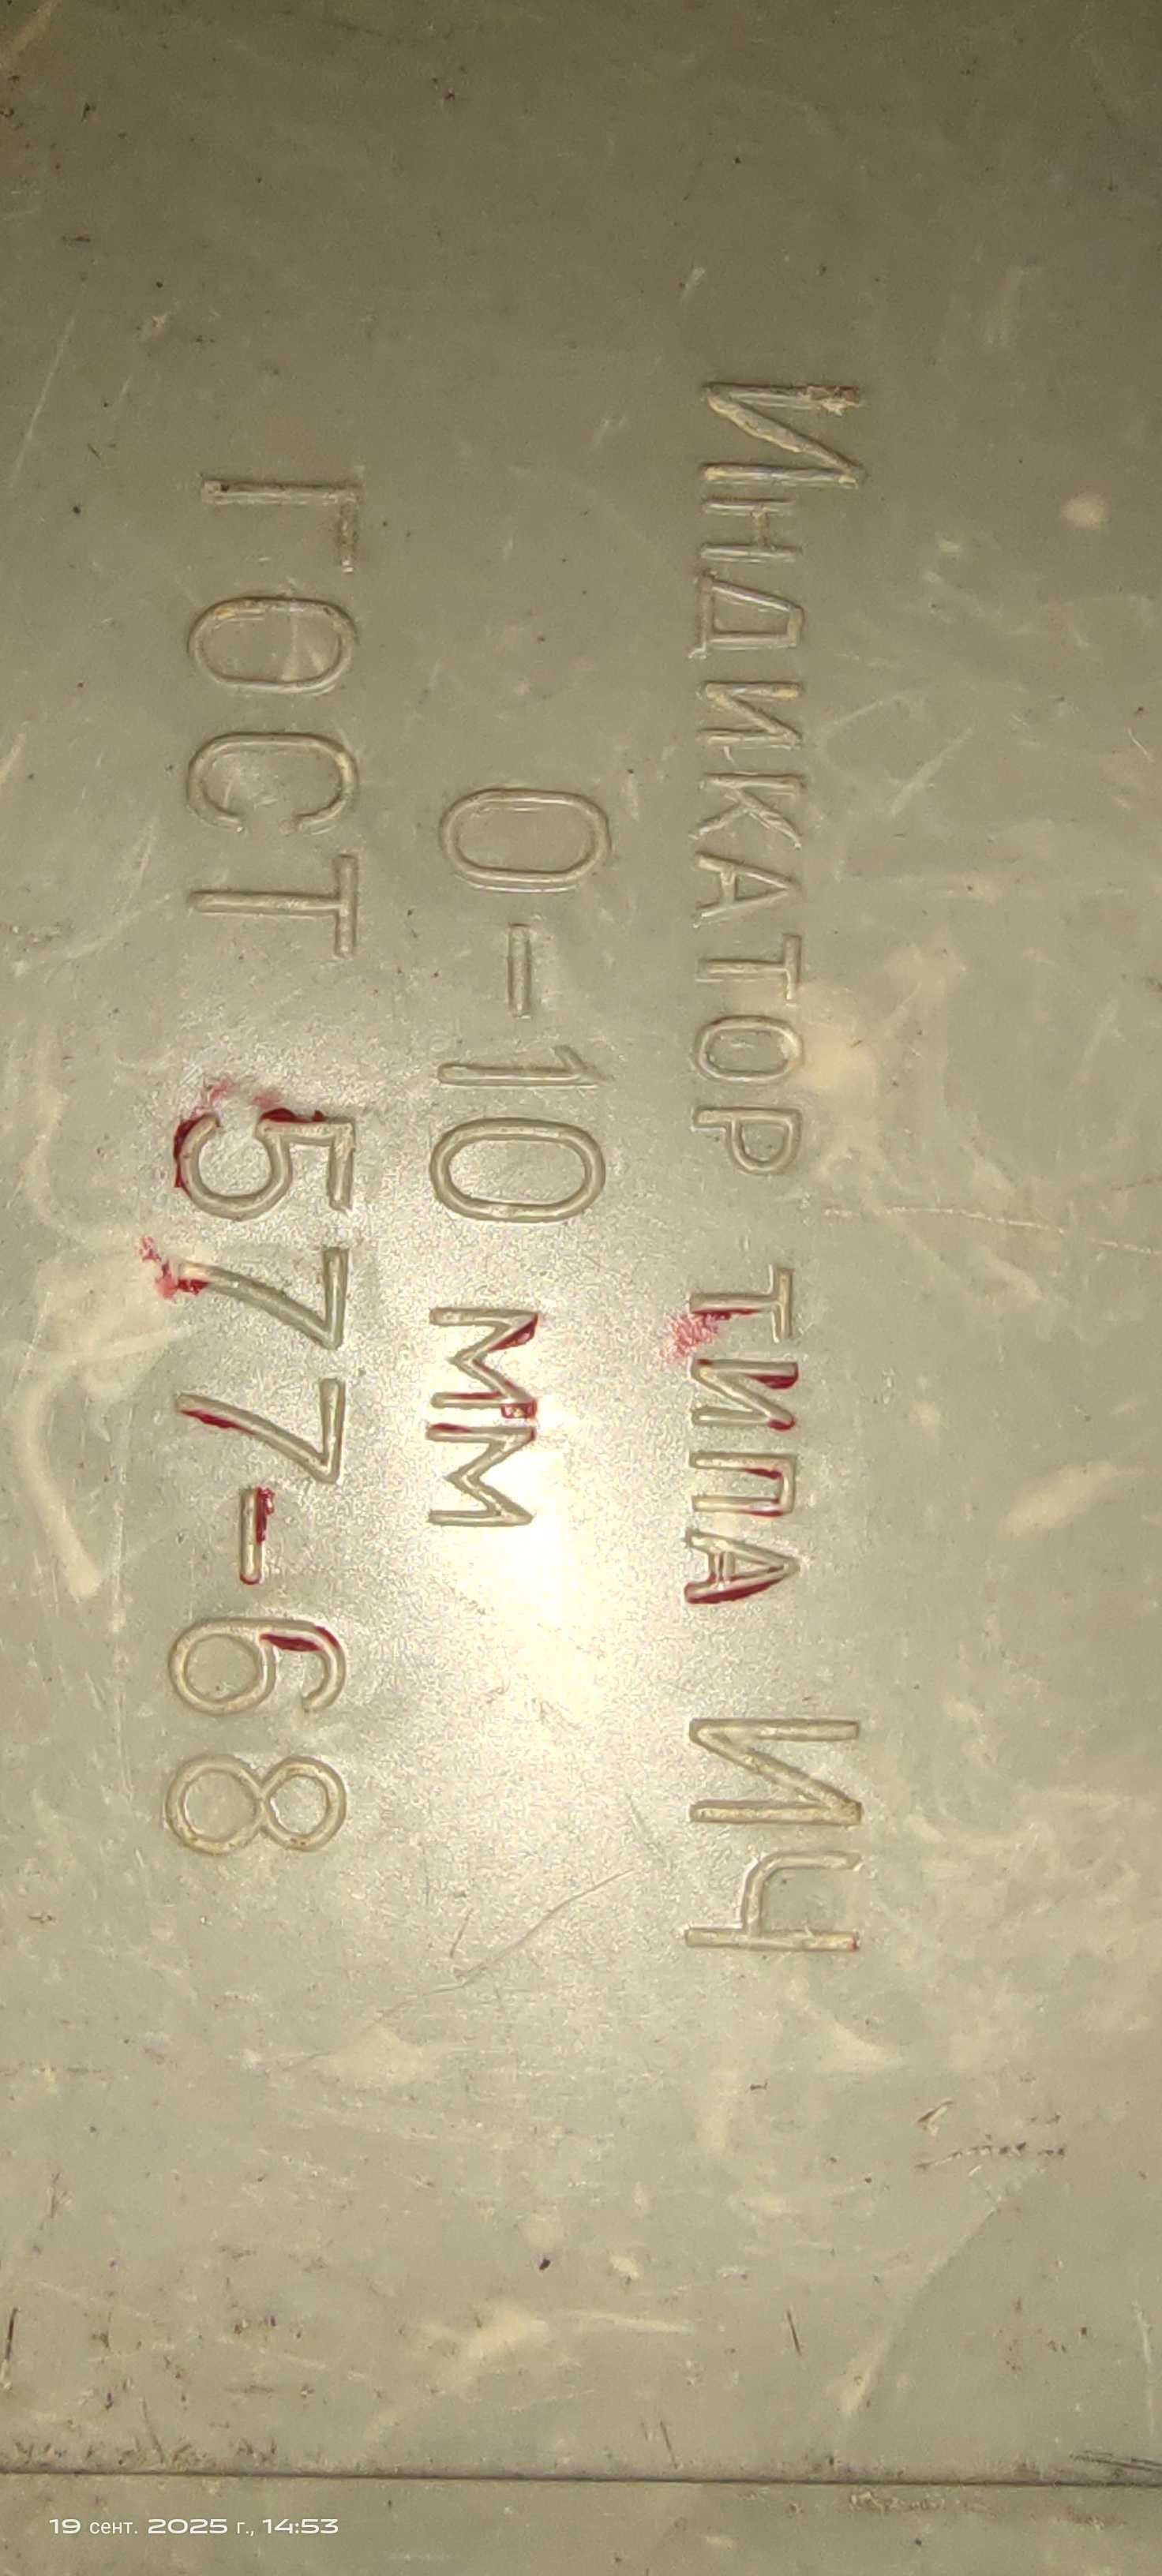 Индикатор типа ИЧ
0-10 мм
ГОСТ 577-68
19 сент. 2025 г., 14:53